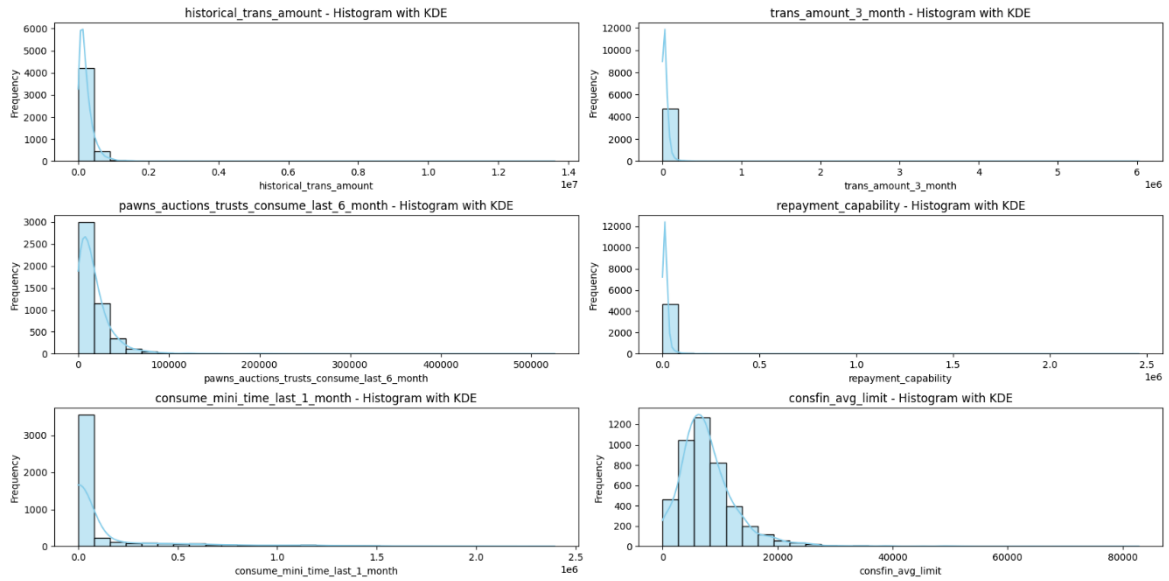 historical_trans_amount - Histogram with KDE
Frequency
6000
5000
4000
3000
2000
1000
0
0.0 0.2 0.4 0.6 0.8 1.0 1.2 1.4
1e7
historical_trans_amount
trans_amount_3_month - Histogram with KDE
Frequency
12000
10000
8000
6000
4000
2000
0
0 1 2 3 4 5 6
1e6
trans_amount_3_month
pawns_auctions_trusts_consume_last_6_month - Histogram with KDE
Frequency
3000
2500
2000
1500
1000
500
0
0 100000 200000 300000 400000 500000
pawns_auctions_trusts_consume_last_6_month
repayment_capability - Histogram with KDE
Frequency
12000
10000
8000
6000
4000
2000
0
0.0 0.5 1.0 1.5 2.0 2.5
1e6
repayment_capability
consume_mini_time_last_1_month - Histogram with KDE
Frequency
3000
2000
1000
0
0.0 0.5 1.0 1.5 2.0 2.5
1e6
consume_mini_time_last_1_month
consfin_avg_limit - Histogram with KDE
Frequency
1200
1000
800
600
400
200
0
0 20000 40000 60000 80000
consfin_avg_limit